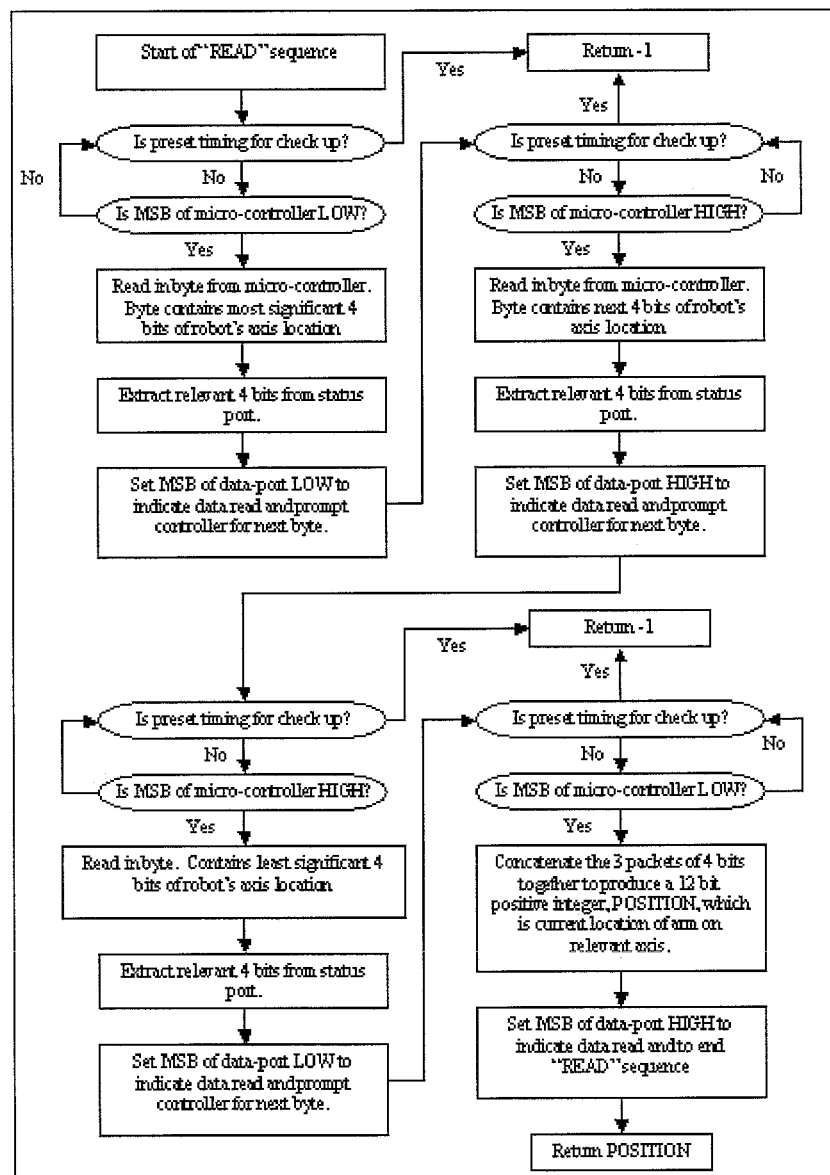 Start of "READ" sequence
Yes
Is preset timing for check up?
No
No
Is MSB of micro-controller LOW?
Yes
Read in byte from micro-controller.
Byte contains most significant 4
bits of robot's axis location
Extract relevant 4 bits from status
port.
Set MSB of data-port LOW to
indicate data read and prompt
controller for next byte.
Return -1
Yes
Is preset timing for check up?
No
No
Is MSB of micro-controller HIGH?
Yes
Read in byte from micro-controller.
Byte contains next 4 bits of robot's
axis location
Extract relevant 4 bits from status
port.
Set MSB of data-port HIGH to
indicate data read and prompt
controller for next byte.
Yes
Is preset timing for check up?
No
Is MSB of micro-controller HIGH?
Yes
Read in byte. Contains least significant 4
bits of robot's axis location
Extract relevant 4 bits from status
port.
Set MSB of data-port LOW to
indicate data read and prompt
controller for next byte.
Return -1
Yes
Is preset timing for check up?
No
No
Is MSB of micro-controller LOW?
Yes
Concatenate the 3 packets of 4 bits
together to produce a 12 bit
positive integer, POSITION, which
is current location of arm on
relevant axis.
Set MSB of data-port HIGH to
indicate data read and to end
"READ" sequence
Return POSITION